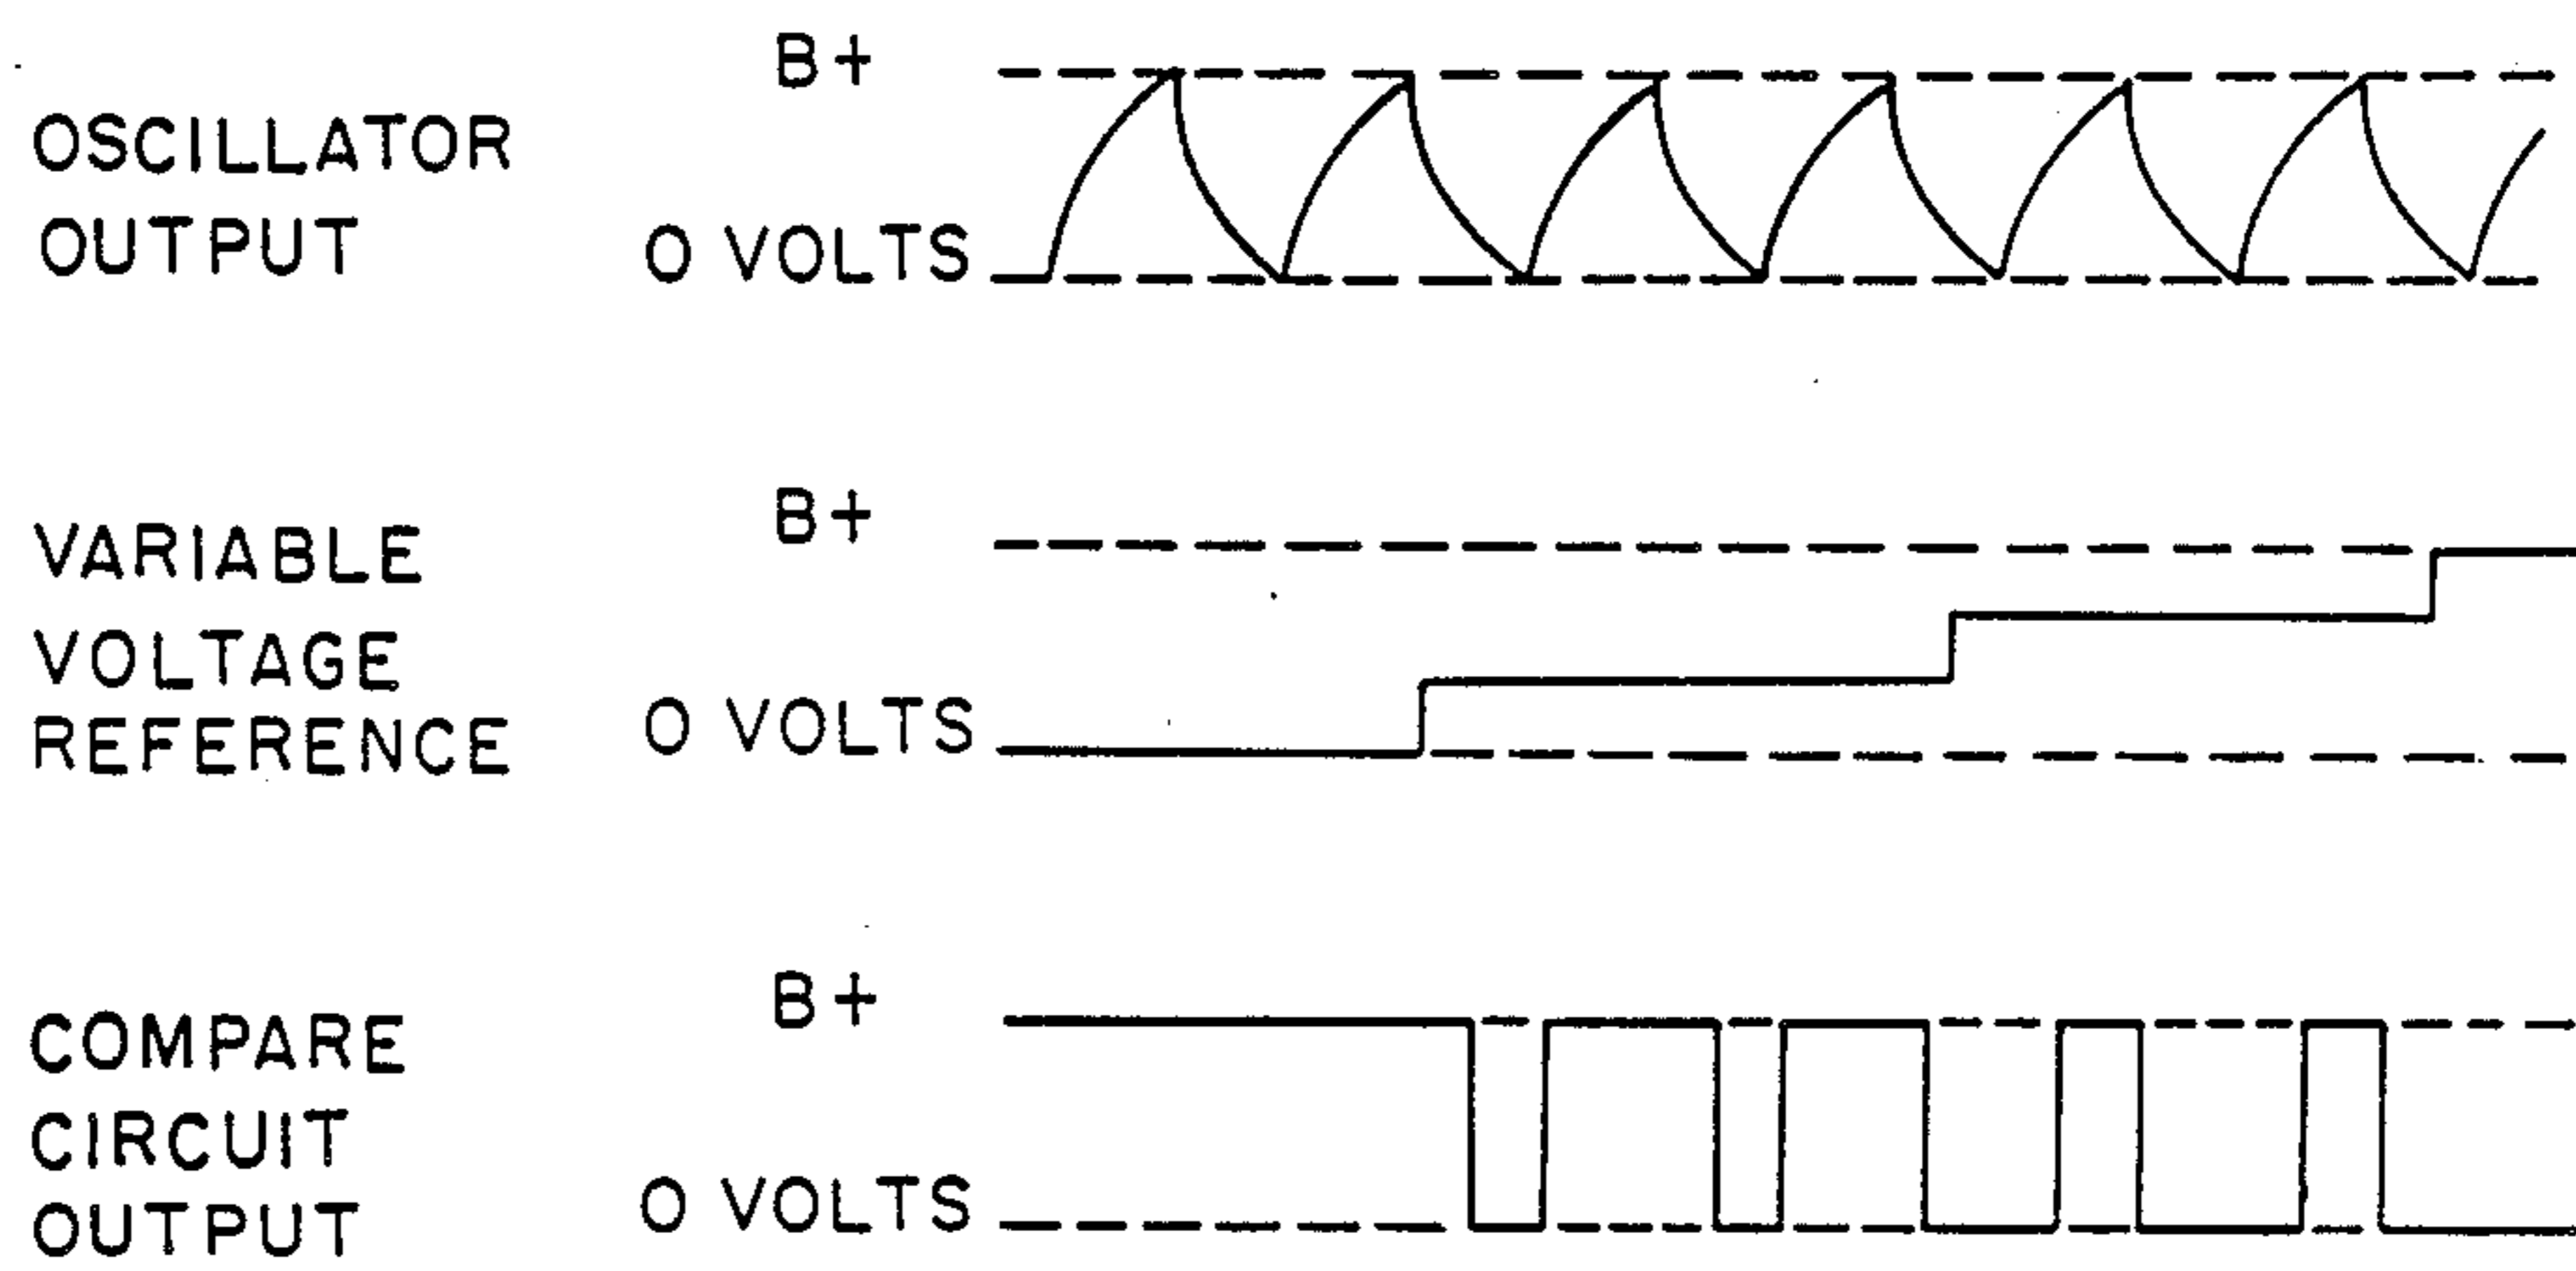 B+
OSCILLATOR
OUTPUT
0 VOLTS
B+
VARIABLE
VOLTAGE
REFERENCE
0 VOLTS
B+
COMPARE
CIRCUIT
OUTPUT
0 VOLTS